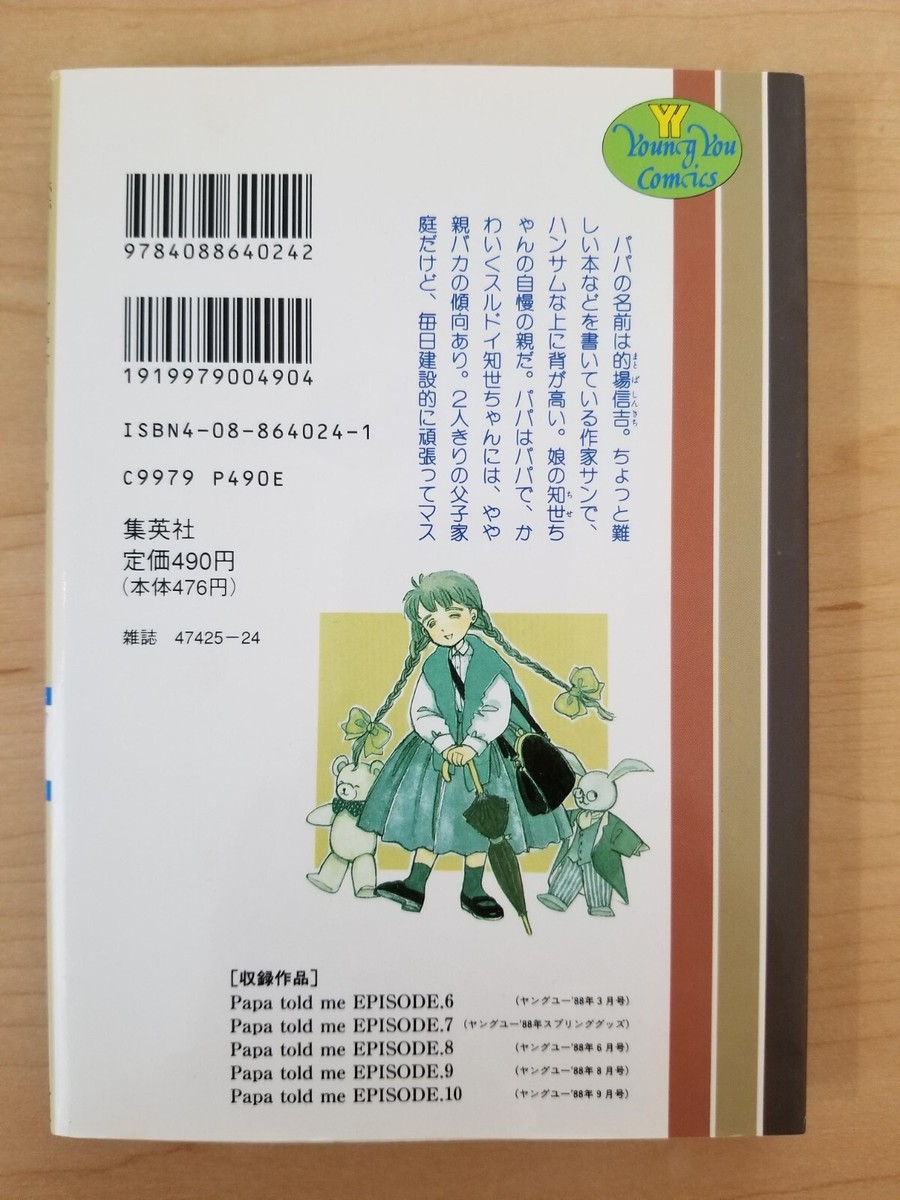 YY
Young You
Comics
9784088640242
1919979004904
ISBN4-08-864024-1
C9979 P490E
集英社
定価490円
(本体476円)
雑誌 47425-24
パパの名前は的場信吉。ちょっと難
しい本などを書いている作家サンで、
ハンサムな上に背が高い。娘の知世ち
ゃんの自慢の親だ。パパはパパで、か
わいくスルドイ知世ちゃんには、やや
親バカの傾向あり。2人きりの父子家
庭だけど、毎日建設的に頑張ってマス
まとばしんきち
ちせ
[収録作品]
Papa told me EPISODE.6 (ヤングユー'88年3月号)
Papa told me EPISODE.7 (ヤングユー'88年スプリンググッズ)
Papa told me EPISODE.8 (ヤングユー'88年6月号)
Papa told me EPISODE.9 (ヤングユー'88年8月号)
Papa told me EPISODE.10 (ヤングユー'88年9月号)